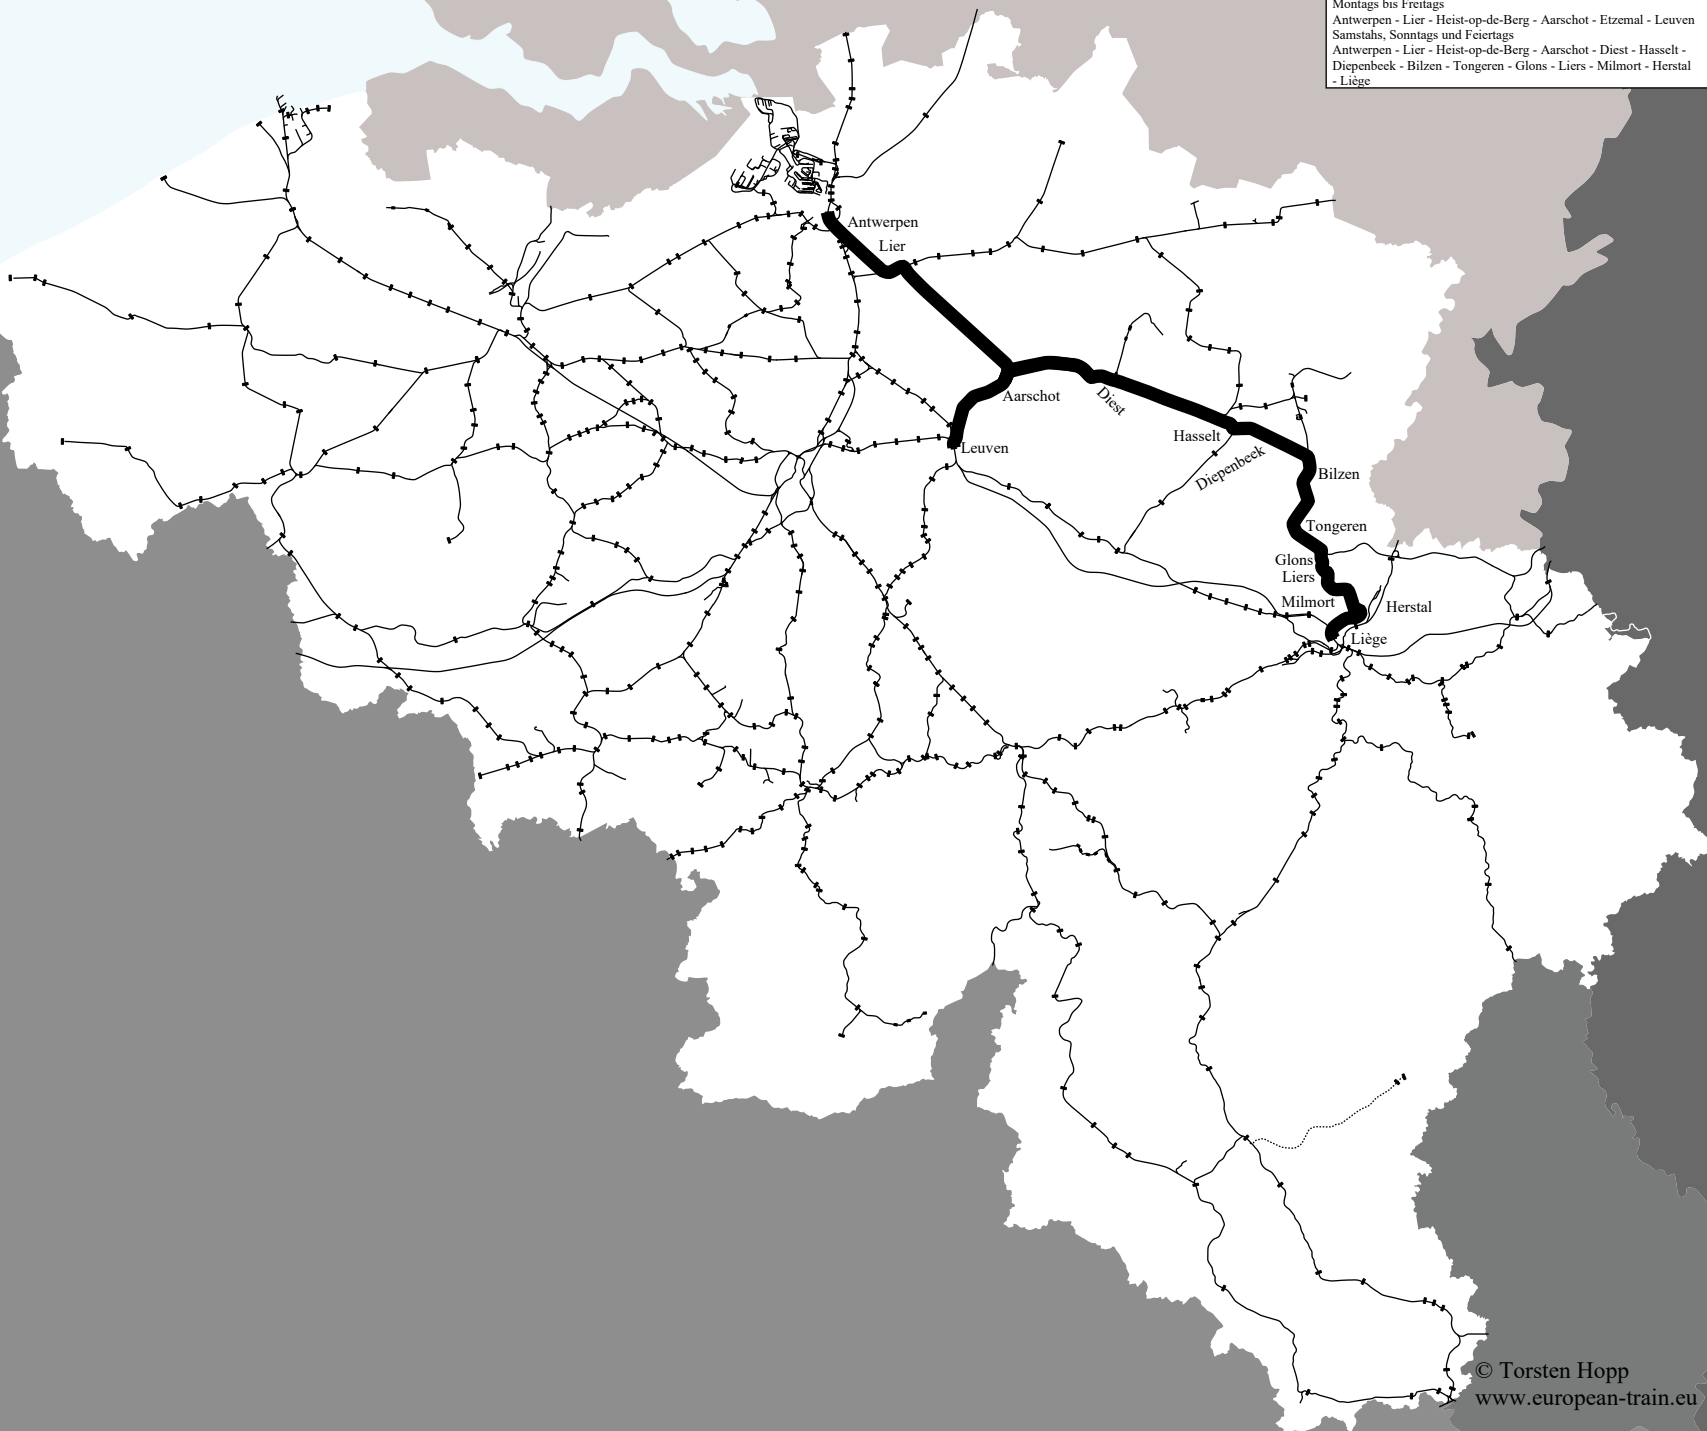 Montags bis Freitags
Antwerpen - Lier - Heist-op-de-Berg - Aarschot - Etzemal - Leuven
Samstahs, Sonntags und Feiertags
Antwerpen - Lier - Heist-op-de-Berg - Aarschot - Diest - Hasselt -
Diepenbeek - Bilzen - Tongeren - Glons - Liers - Milmort - Herstal
- Liège
Antwerpen
Lier
Aarschot
Diest
Leuven
Hasselt
Diepenbeek
Bilzen
Tongeren
Glons
Liers
Milmort
Herstal
Liège
© Torsten Hopp
www.european-train.eu